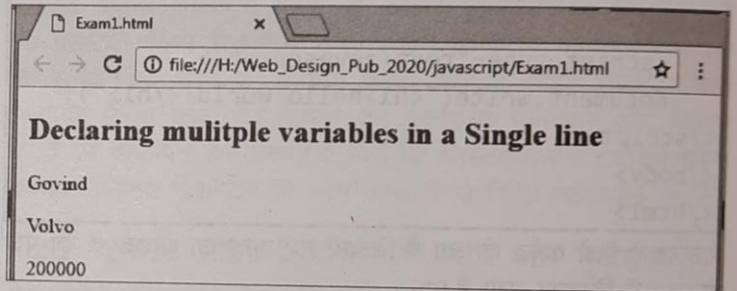 Exam1.html
file:///H:/Web_Design_Pub_2020/javascript/Exam1.html
Declaring mulitple variables in a Single line
Govind
Volvo
200000